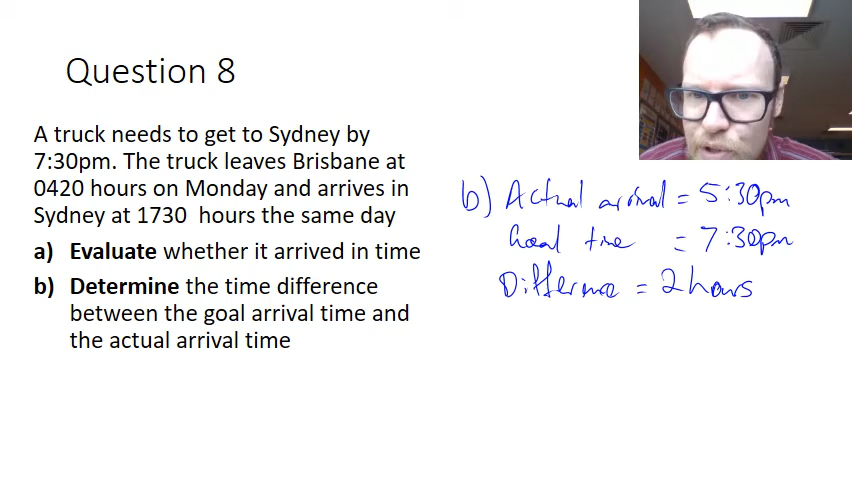 Question 8
A truck needs to get to Sydney by
7:30pm. The truck leaves Brisbane at
0420 hours on Monday and arrives in
Sydney at 1730 hours the same day
a) Evaluate whether it arrived in time
b) Determine the time difference
between the goal arrival time and
the actual arrival time
b) Actual arrival = 5:30pm
Goal time = 7:30pm
Difference = 2 hours